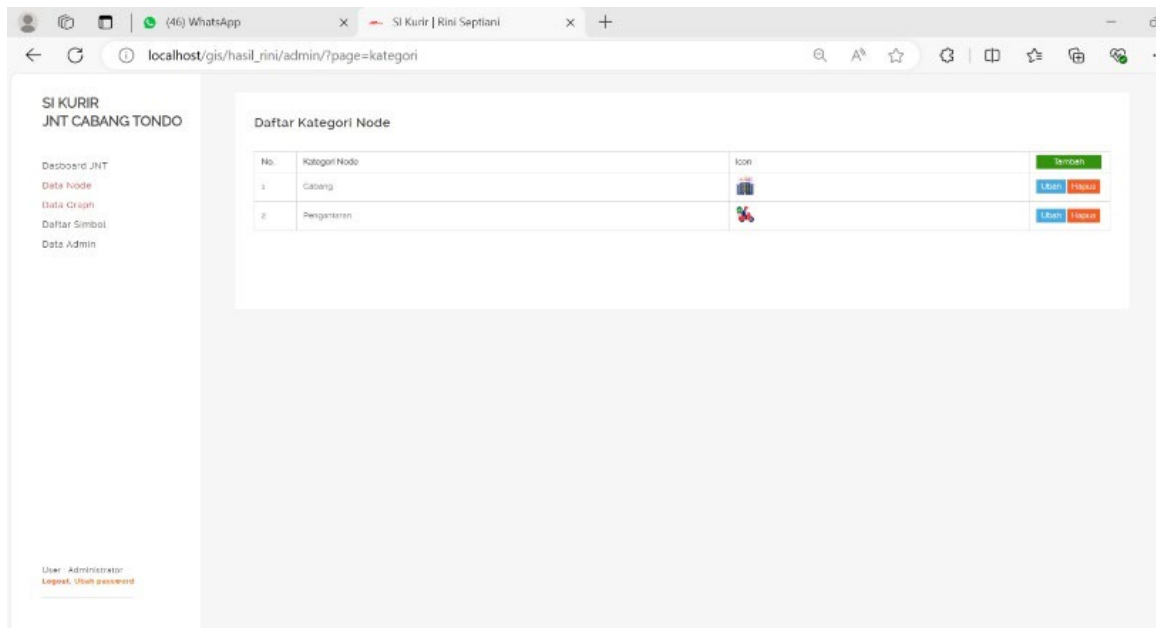 (46) WhatsApp
SI Kurir | Rini Septiani
localhost/gis/hasil_rini/admin/?page=kategori
SI KURIR
JNT CABANG TONDO
Dasboard JNT
Data Node
Data Graph
Daftar Simbol
Data Admin
Daftar Kategori Node
No. Kategori Node Icon Tambah
1 Cabang Ubah Hapus
2 Pengantaran Ubah Hapus
User : Administrator
Logout, Ubah password